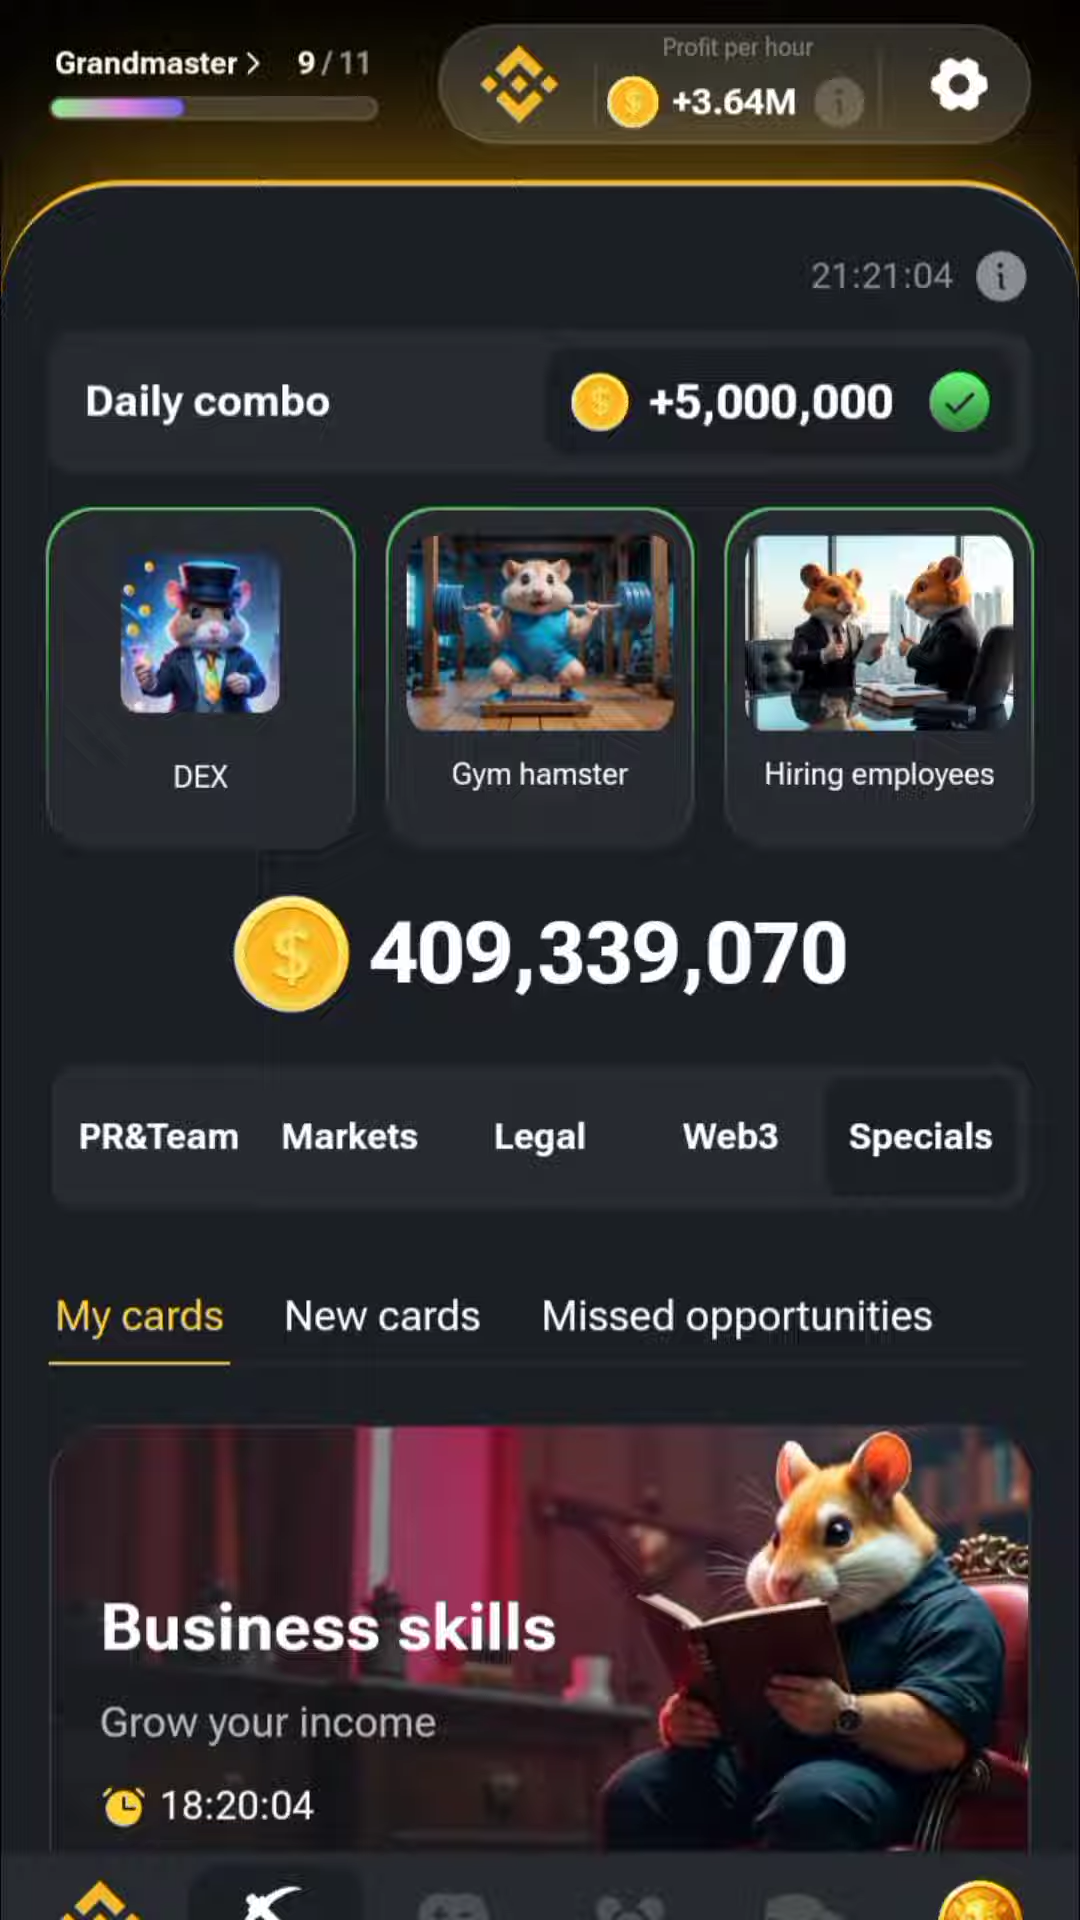 Grandmaster > 9 / 11
Profit per hour
+3.64M
21:21:04
Daily combo
+5,000,000
DEX
Gym hamster
Hiring employees
409,339,070
PR&Team Markets Legal Web3 Specials
My cards New cards Missed opportunities
Business skills
Grow your income
18:20:04